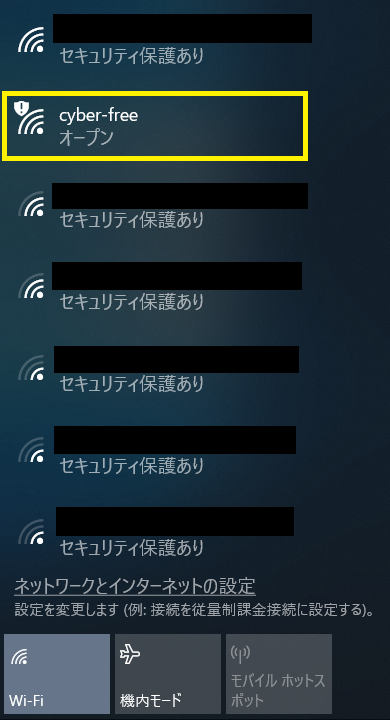 セキュリティ保護あり
cyber-free
オープン
セキュリティ保護あり
セキュリティ保護あり
セキュリティ保護あり
セキュリティ保護あり
セキュリティ保護あり
ネットワークとインターネットの設定
設定を変更します (例: 接続を従量制課金接続に設定する)。
Wi-Fi
機内モード
モバイル ホットス
ポット